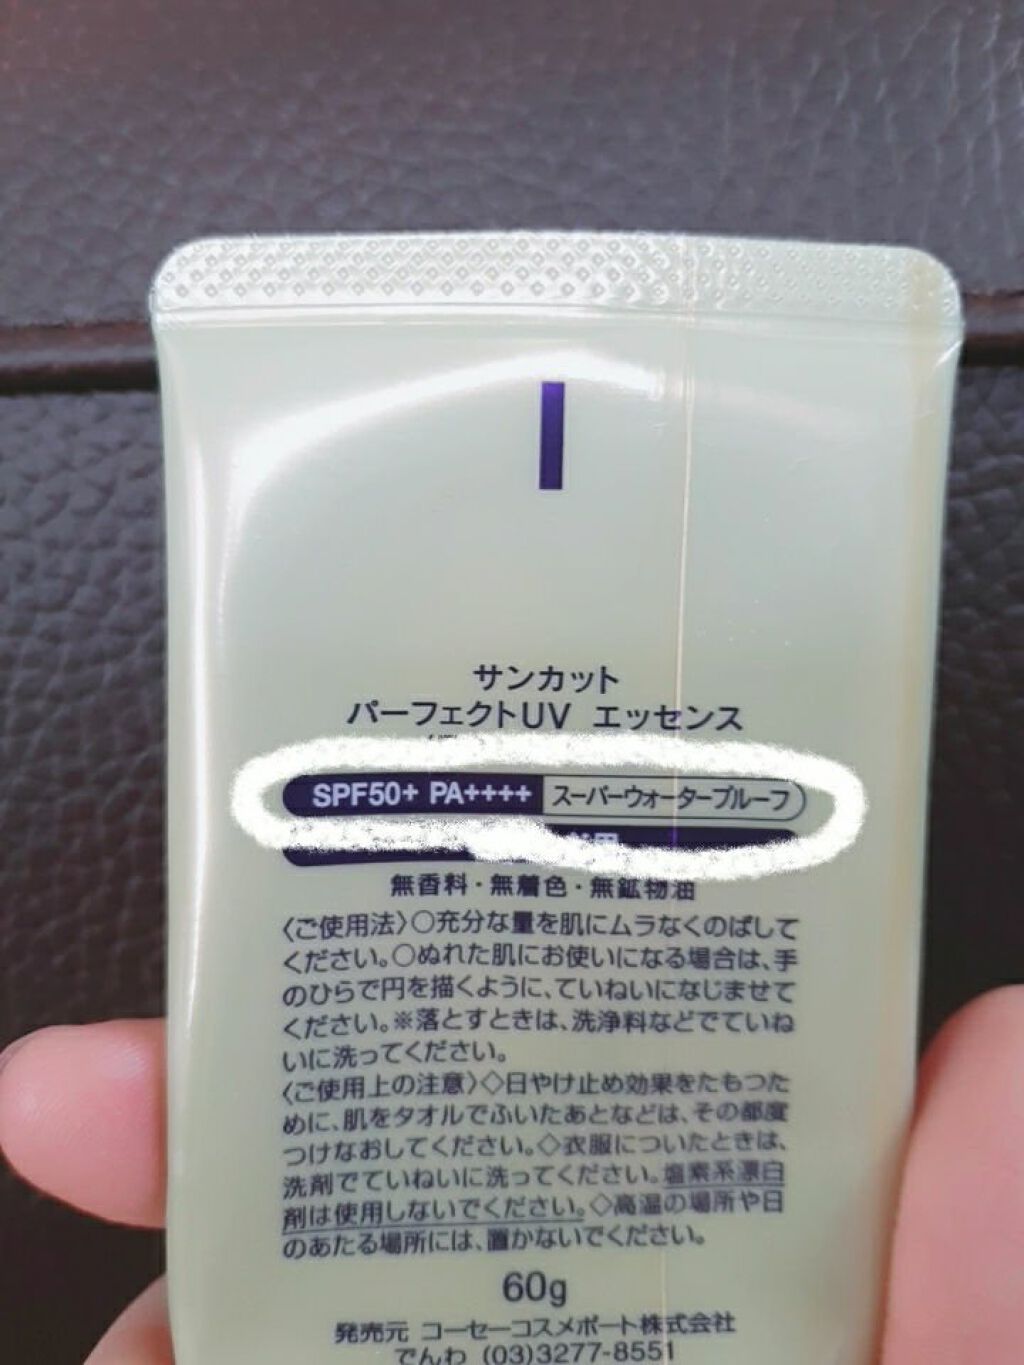 サンカット
パーフェクトUV エッセンス
SPF50+ PA++++ スーパーウォータープルーフ
無香料・無着色・無鉱物油
〈ご使用法〉○充分な量を肌にムラなくのばして
ください。○ぬれた肌にお使いになる場合は、手
のひらで円を描くように、ていねいになじませて
ください。※落とすときは、洗浄料などでていね
いに洗ってください。
〈ご使用上の注意〉◇日やけ止め効果をたもつた
めに、肌をタオルでふいたあとなどは、その都度
つけなおしてください。◇衣服についたときは、
洗剤でていねいに洗ってください。塩素系漂白
剤は使用しないでください。◇高温の場所や日
のあたる場所には、置かないでください。
60g
発売元 コーセーコスメポート株式会社
でんわ (03)3277-8551